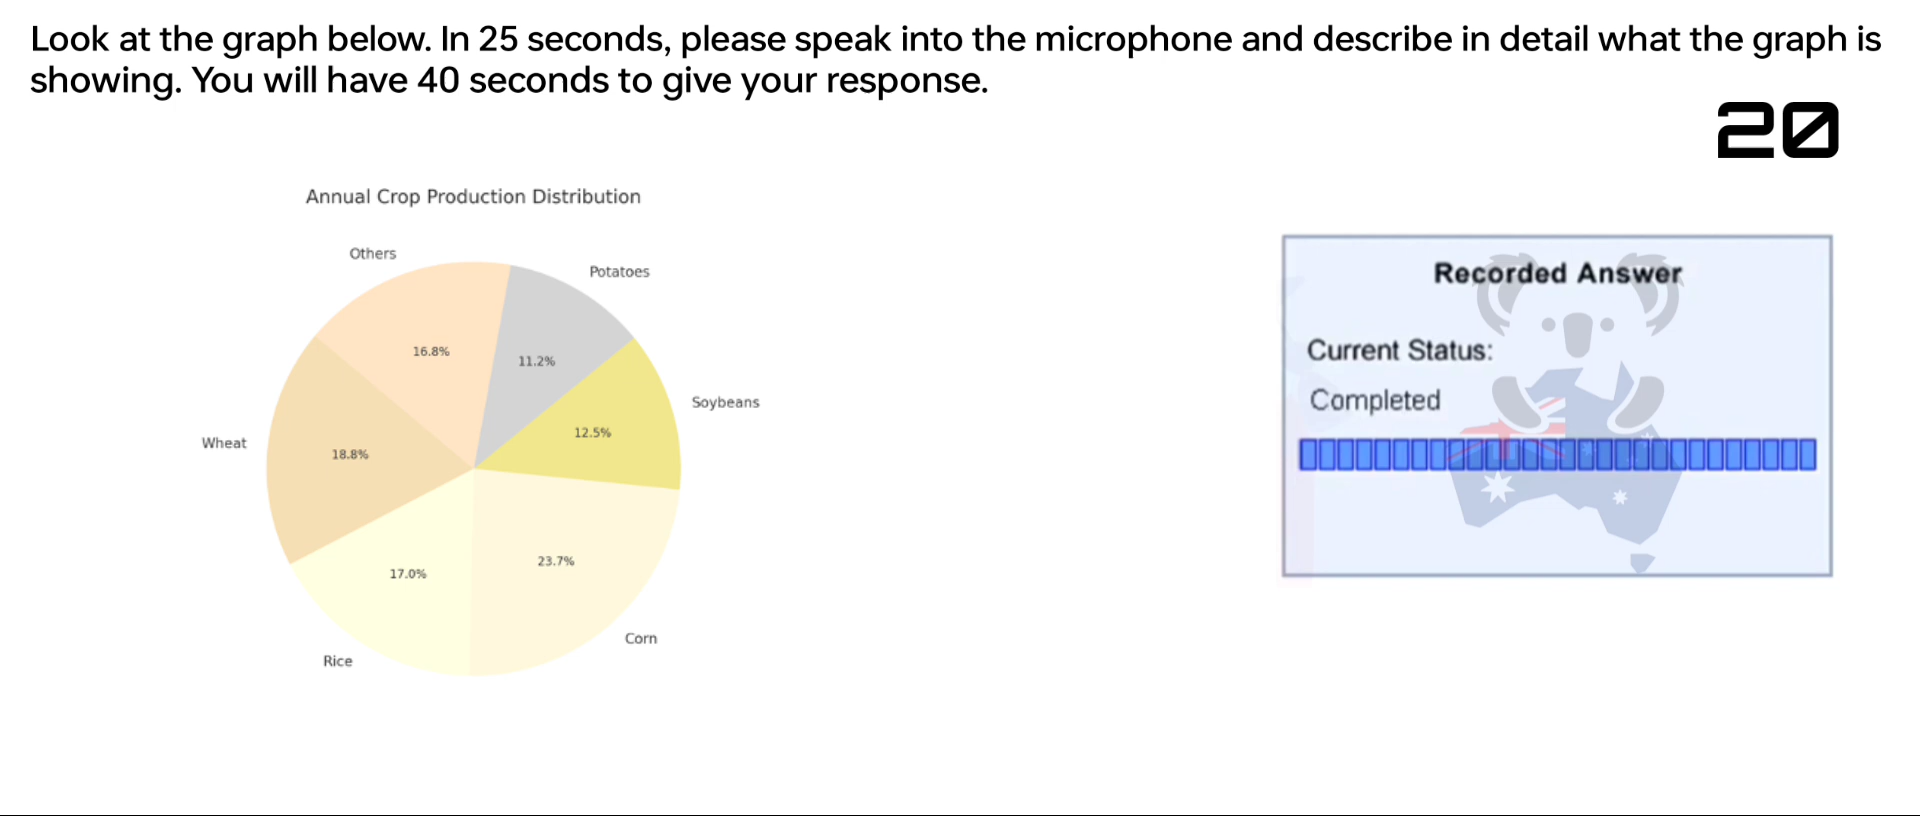 Look at the graph below. In 25 seconds, please speak into the microphone and describe in detail what the graph is
showing. You will have 40 seconds to give your response.
20
Annual Crop Production Distribution
Others
Potatoes
16.8%
11.2%
Soybeans
12.5%
Wheat
18.8%
23.7%
17.0%
Corn
Rice
Recorded Answer
Current Status:
Completed